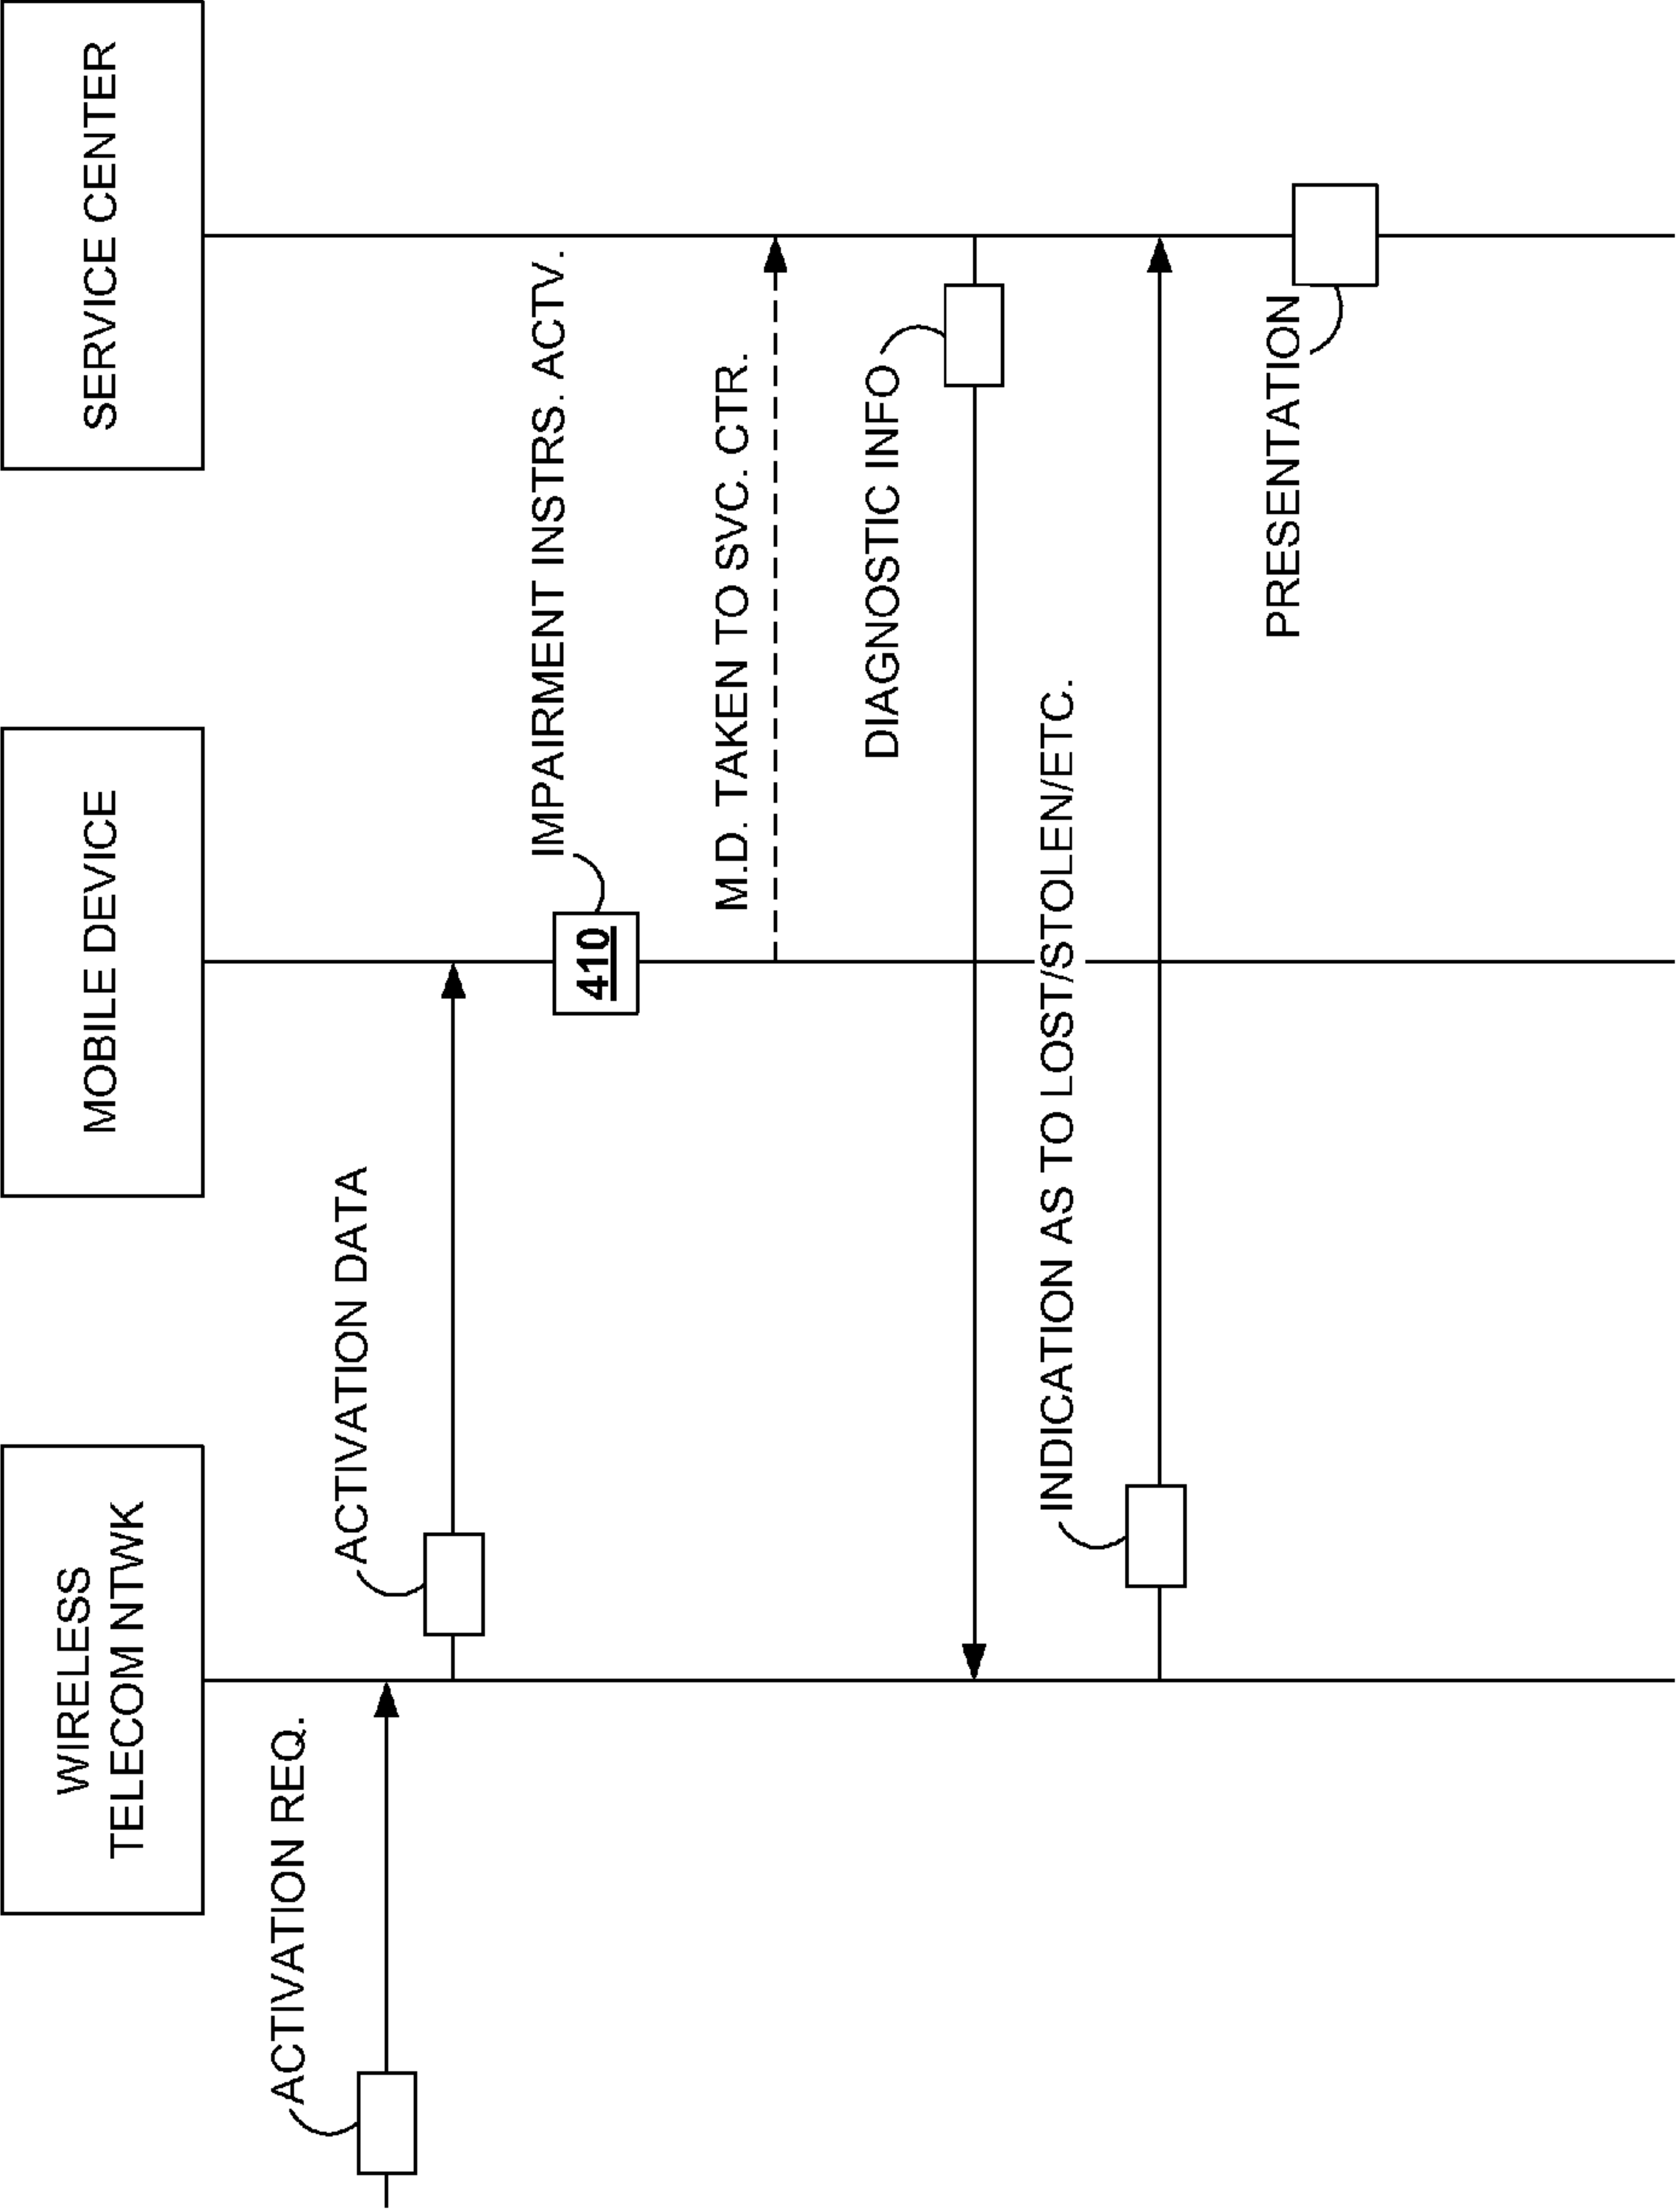 WIRELESS
TELECOM NTWK
MOBILE DEVICE
SERVICE CENTER
ACTIVATION REQ.
ACTIVATION DATA
IMPAIRMENT INSTRS. ACTV.
410
M.D. TAKEN TO SVC. CTR.
DIAGNOSTIC INFO
INDICATION AS TO LOST/STOLEN/ETC.
PRESENTATION